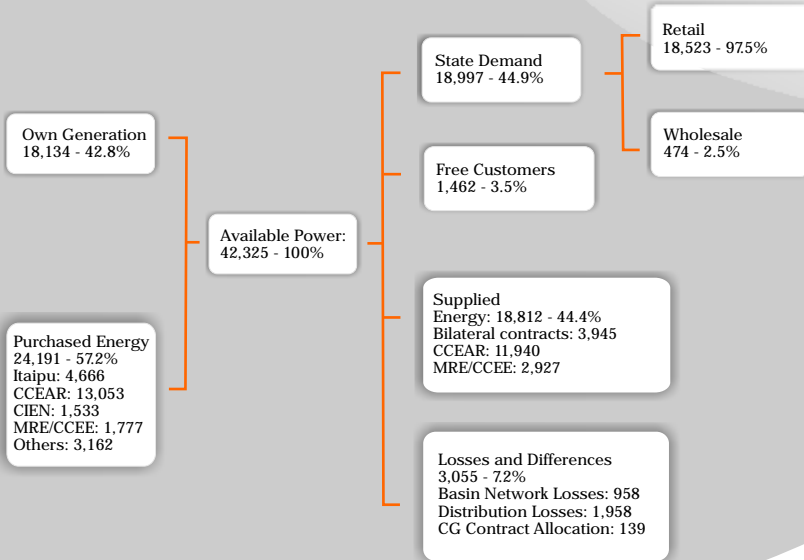 Own Generation
18,134 - 42.8%
Purchased Energy
24,191 - 57.2%
Itaipu: 4,666
CCEAR: 13,053
CIEN: 1,533
MRE/CCEE: 1,777
Others: 3,162
Available Power:
42,325 - 100%
State Demand
18,997 - 44.9%
Free Customers
1,462 - 3.5%
Supplied
Energy: 18,812 - 44.4%
Bilateral contracts: 3,945
CCEAR: 11,940
MRE/CCEE: 2,927
Losses and Differences
3,055 - 7.2%
Basin Network Losses: 958
Distribution Losses: 1,958
CG Contract Allocation: 139
Retail
18,523 - 97.5%
Wholesale
474 - 2.5%